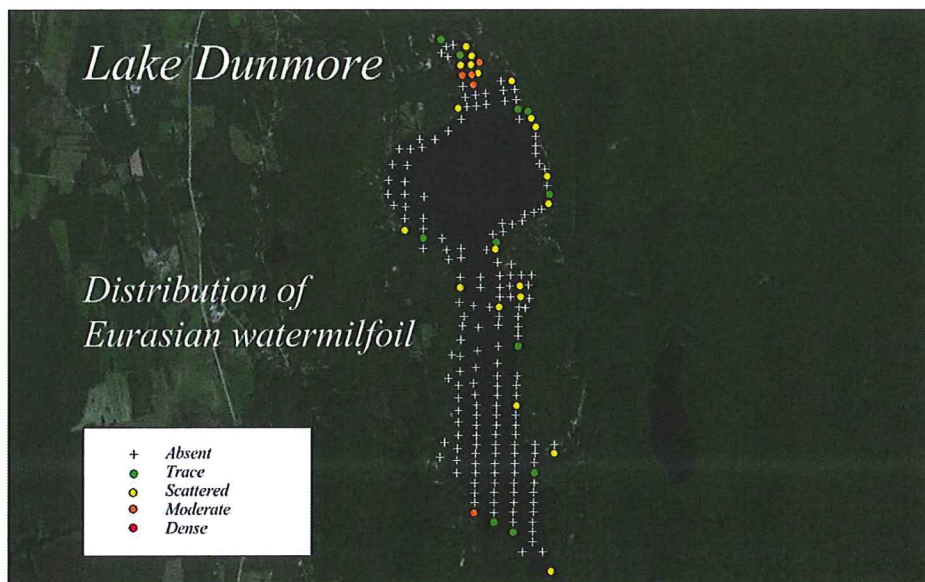 Lake Dunmore
Distribution of
Eurasian watermilfoil
Absent
Trace
Scattered
Moderate
Dense